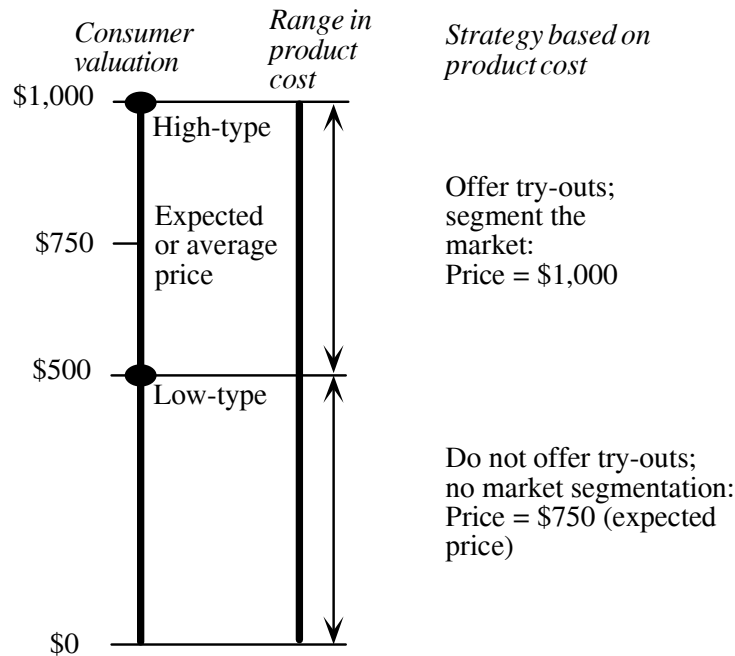 Consumer
valuation
Range in
product
cost
Strategy based on
product cost
$1,000
High-type
Expected
or average
price
$750
$500
Low-type
$0
Offer try-outs;
segment the
market:
Price = $1,000
Do not offer try-outs;
no market segmentation:
Price = $750 (expected
price)